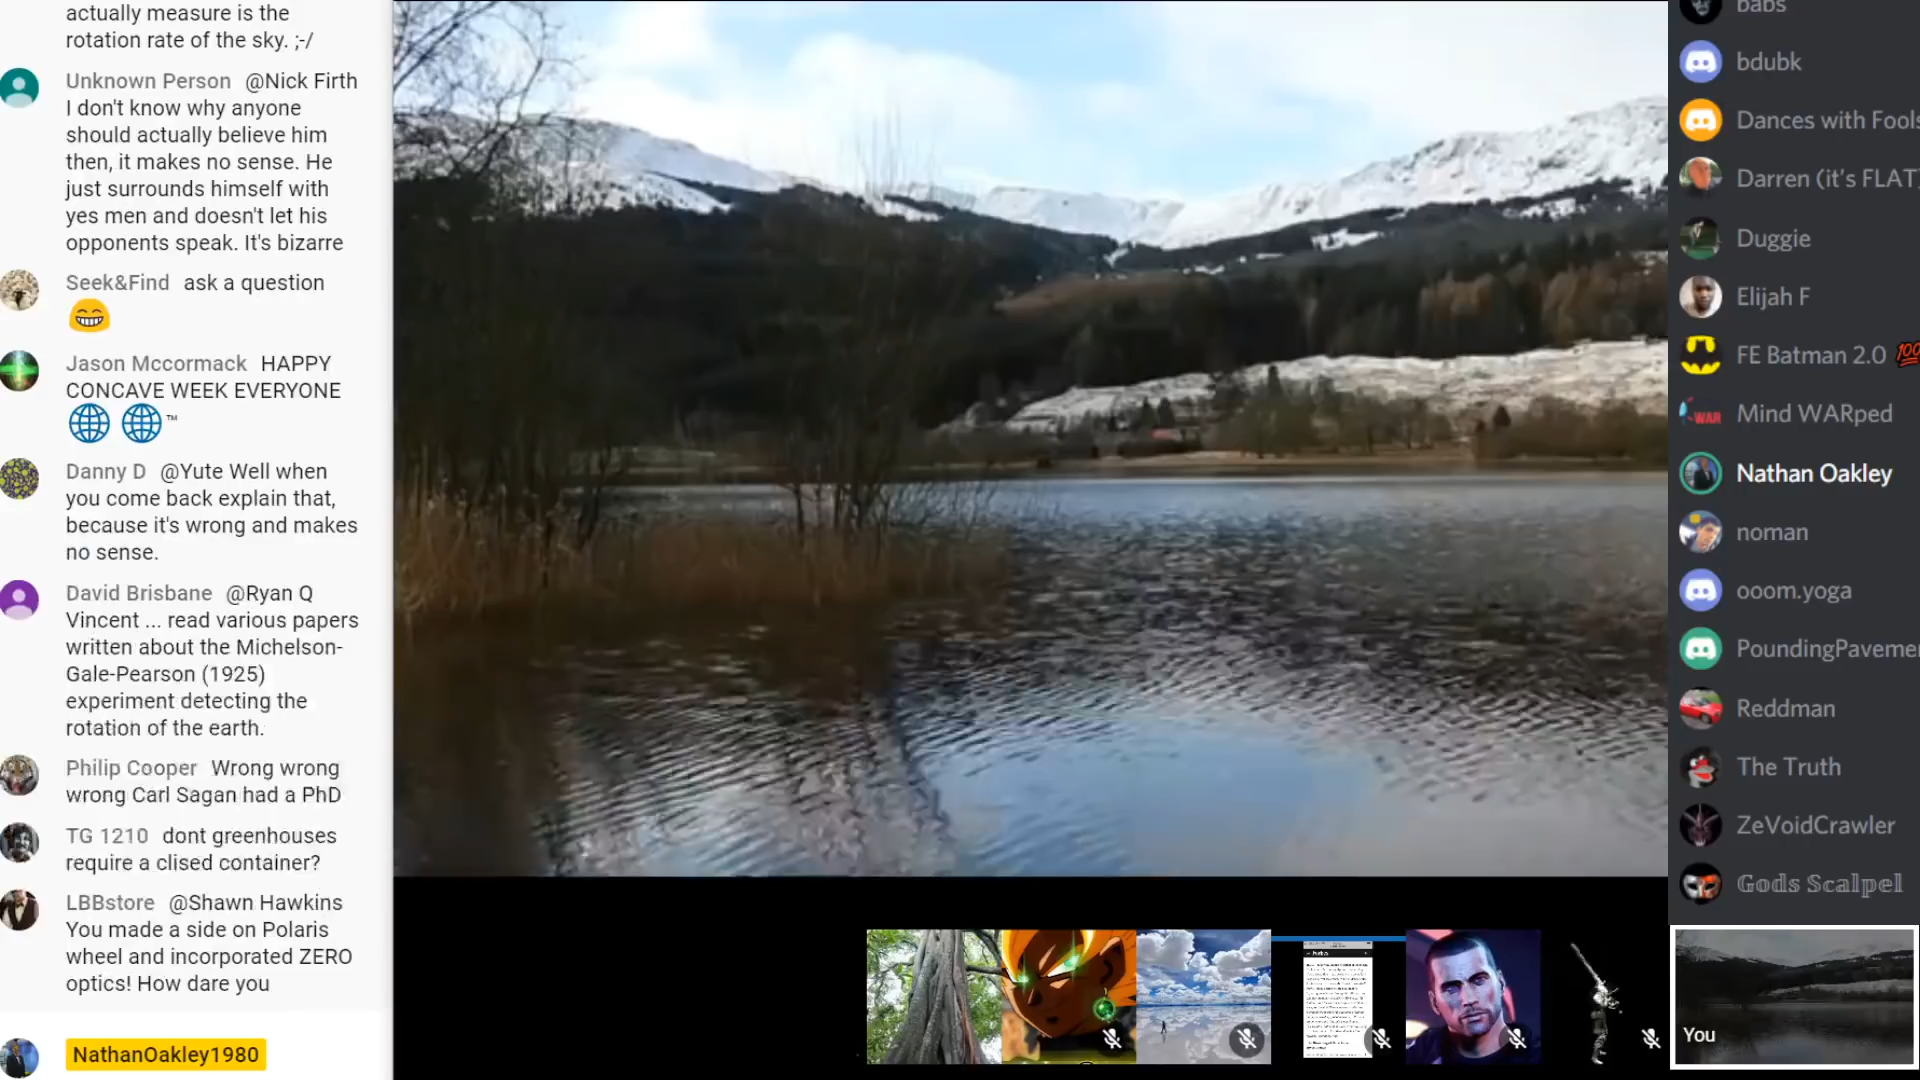 actually measure is the
rotation rate of the sky. ;-/
Unknown Person @Nick Firth
I don't know why anyone
should actually believe him
then, it makes no sense. He
just surrounds himself with
yes men and doesn't let his
opponents speak. It's bizarre
Seek&Find ask a question
😁
Jason Mccormack HAPPY
CONCAVE WEEK EVERYONE
🌐 🌐 ™
Danny D @Yute Well when
you come back explain that,
because it's wrong and makes
no sense.
David Brisbane @Ryan Q
Vincent ... read various papers
written about the Michelson-
Gale-Pearson (1925)
experiment detecting the
rotation of the earth.
Philip Cooper Wrong wrong
wrong Carl Sagan had a PhD
TG 1210 dont greenhouses
require a clised container?
LBBstore @Shawn Hawkins
You made a side on Polaris
wheel and incorporated ZERO
optics! How dare you
NathanOakley1980
babs
bdubk
Dances with Fools
Darren (it's FLAT)
Duggie
Elijah F
FE Batman 2.0 💯
WAR Mind WARped
Nathan Oakley
noman
ooom.yoga
PoundingPaveme
Reddman
The Truth
ZeVoidCrawler
Gods Scalpel
You